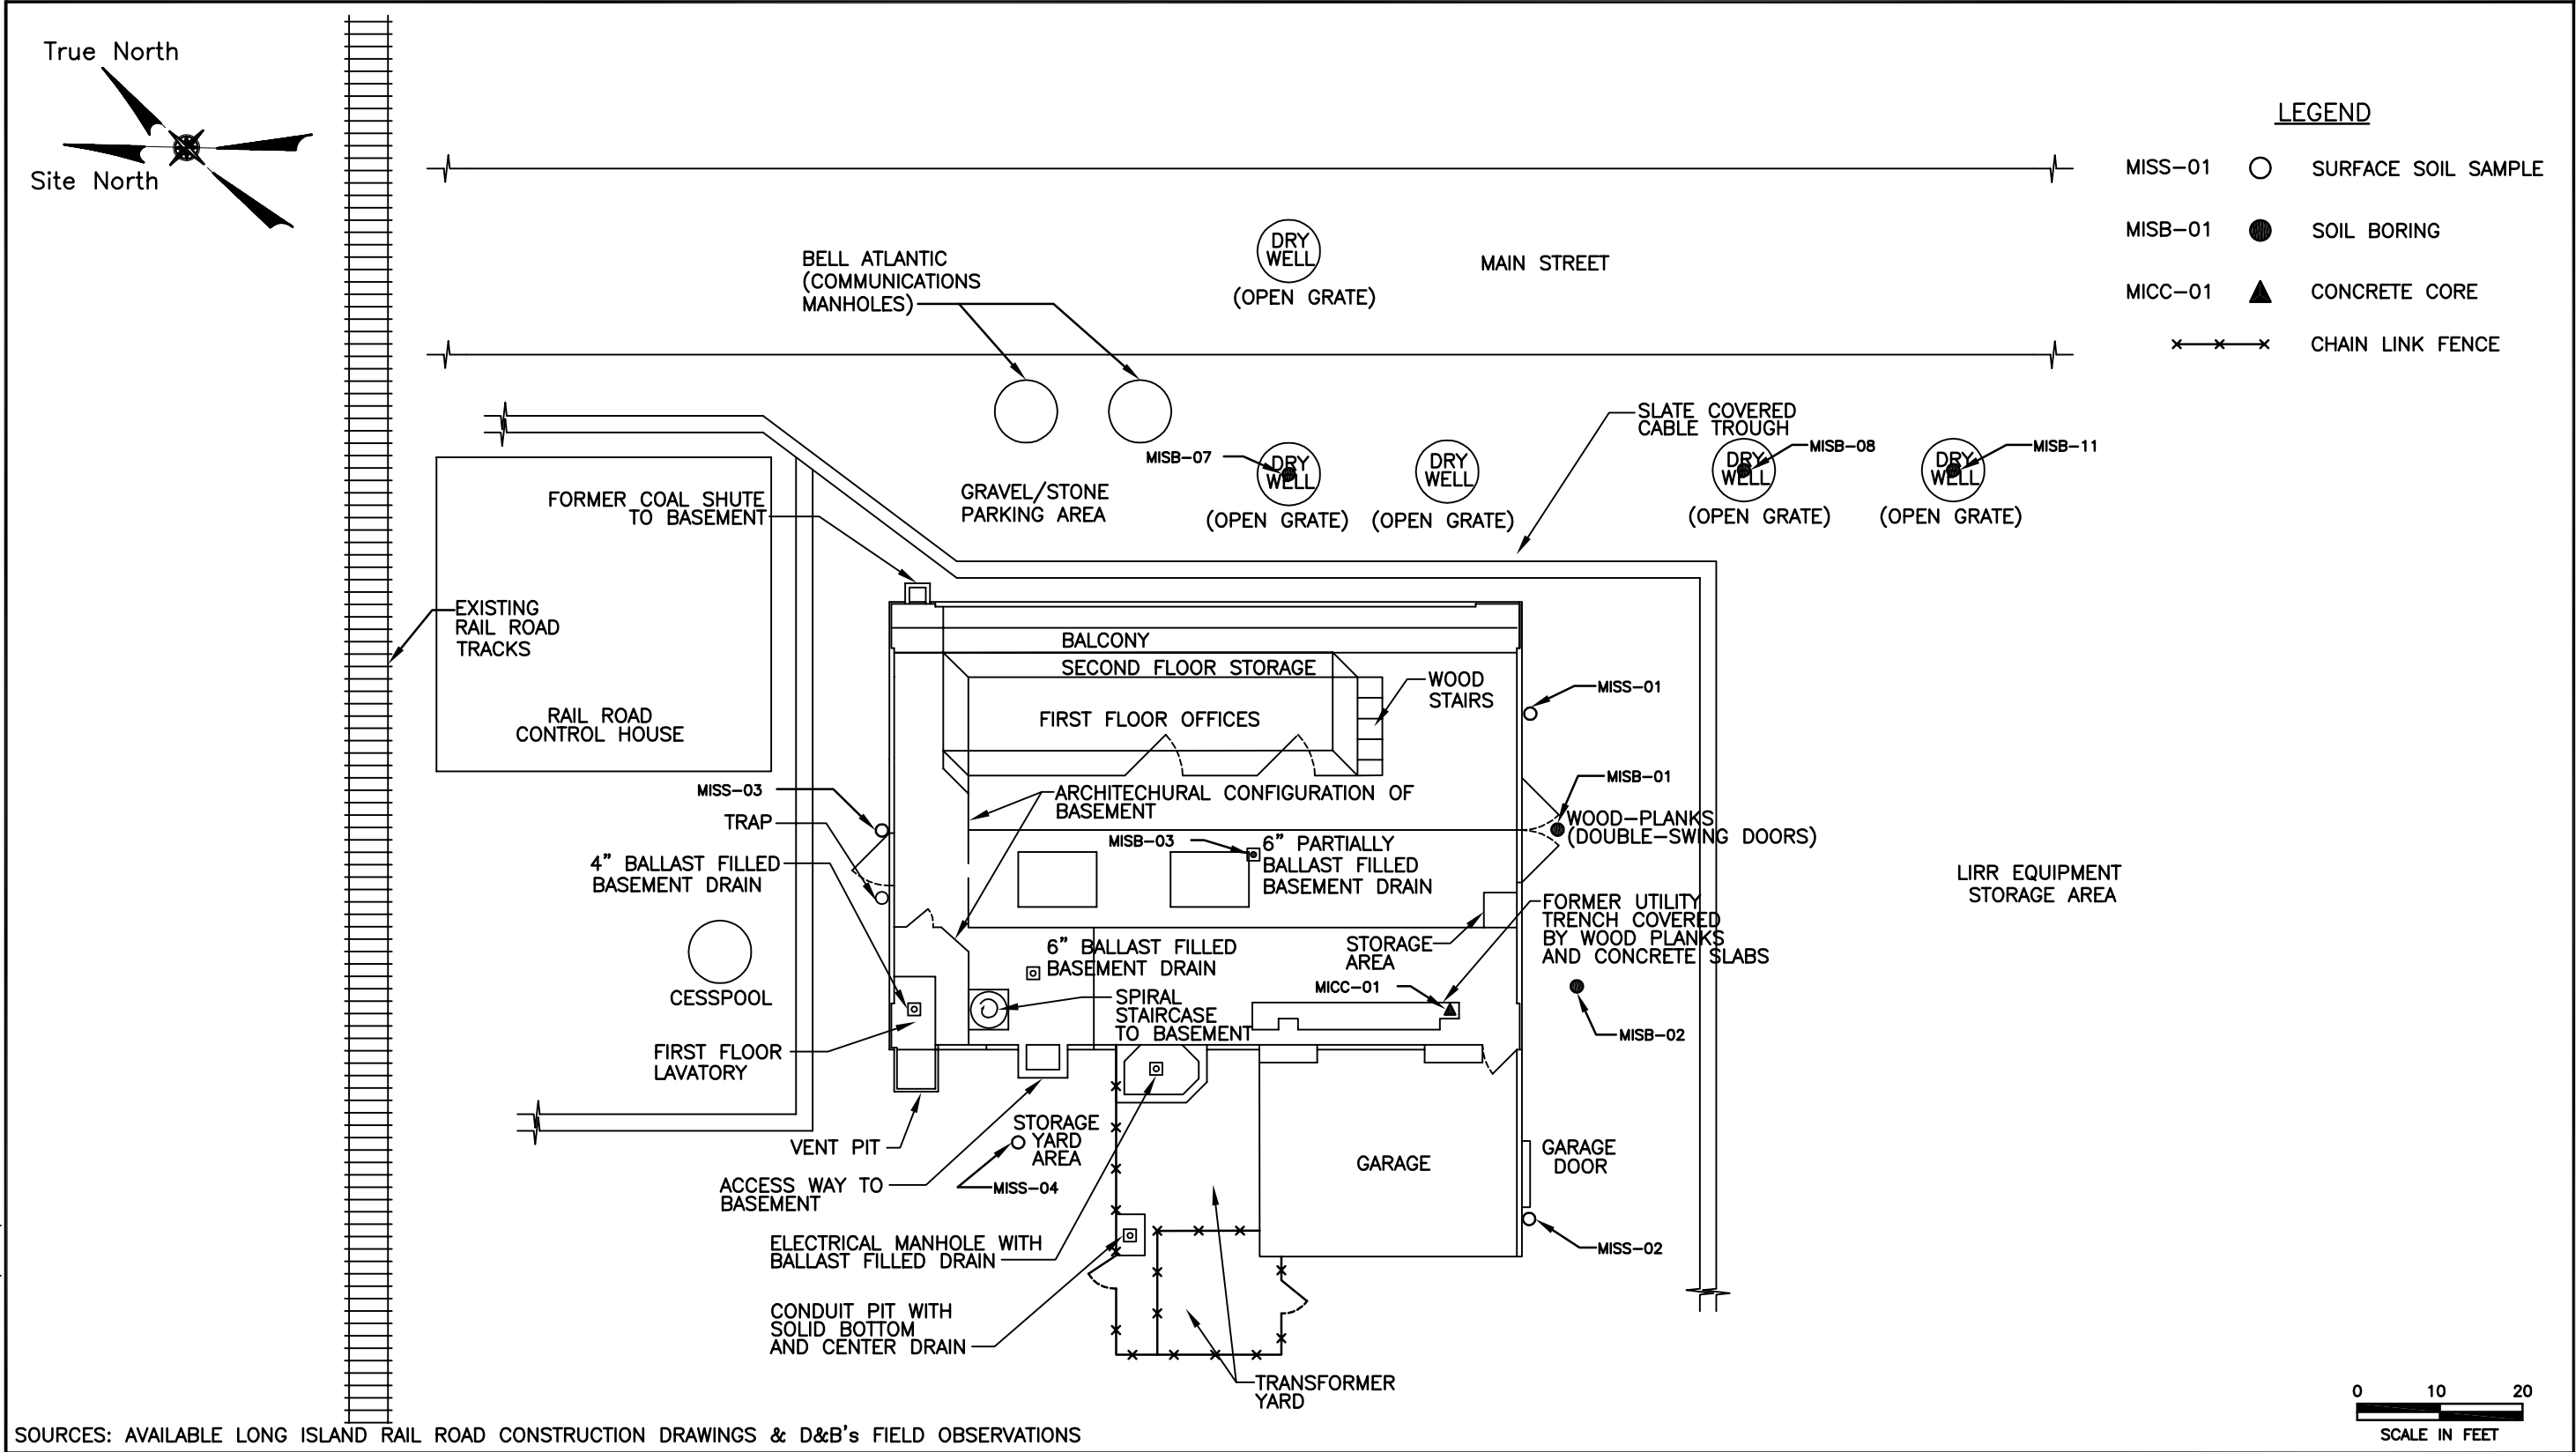 True North
Site North
LEGEND
MISS-01 SURFACE SOIL SAMPLE
MISB-01 SOIL BORING
MICC-01 CONCRETE CORE
CHAIN LINK FENCE
DRY
WELL
(OPEN GRATE)
MAIN STREET
BELL ATLANTIC
(COMMUNICATIONS
MANHOLES)
SLATE COVERED
CABLE TROUGH
MISB-07
DRY
WELL
(OPEN GRATE)
DRY
WELL
(OPEN GRATE)
DRY
WELL
MISB-08
(OPEN GRATE)
DRY
WELL
MISB-11
(OPEN GRATE)
GRAVEL/STONE
PARKING AREA
FORMER COAL SHUTE
TO BASEMENT
EXISTING
RAIL ROAD
TRACKS
RAIL ROAD
CONTROL HOUSE
BALCONY
SECOND FLOOR STORAGE
FIRST FLOOR OFFICES
WOOD
STAIRS
MISS-01
MISB-01
WOOD-PLANKS
(DOUBLE-SWING DOORS)
MISS-03
TRAP
4" BALLAST FILLED
BASEMENT DRAIN
ARCHITECHURAL CONFIGURATION OF
BASEMENT
MISB-03
6" PARTIALLY
BALLAST FILLED
BASEMENT DRAIN
LIRR EQUIPMENT
STORAGE AREA
FORMER UTILITY
TRENCH COVERED
BY WOOD PLANKS
AND CONCRETE SLABS
STORAGE
AREA
6" BALLAST FILLED
BASEMENT DRAIN
MICC-01
CESSPOOL
SPIRAL
STAIRCASE
TO BASEMENT
MISB-02
FIRST FLOOR
LAVATORY
VENT PIT
STORAGE
YARD
AREA
MISS-04
ACCESS WAY TO
BASEMENT
GARAGE
GARAGE
DOOR
MISS-02
ELECTRICAL MANHOLE WITH
BALLAST FILLED DRAIN
CONDUIT PIT WITH
SOLID BOTTOM
AND CENTER DRAIN
TRANSFORMER
YARD
0 10 20
SCALE IN FEET
SOURCES: AVAILABLE LONG ISLAND RAIL ROAD CONSTRUCTION DRAWINGS & D&B's FIELD OBSERVATIONS